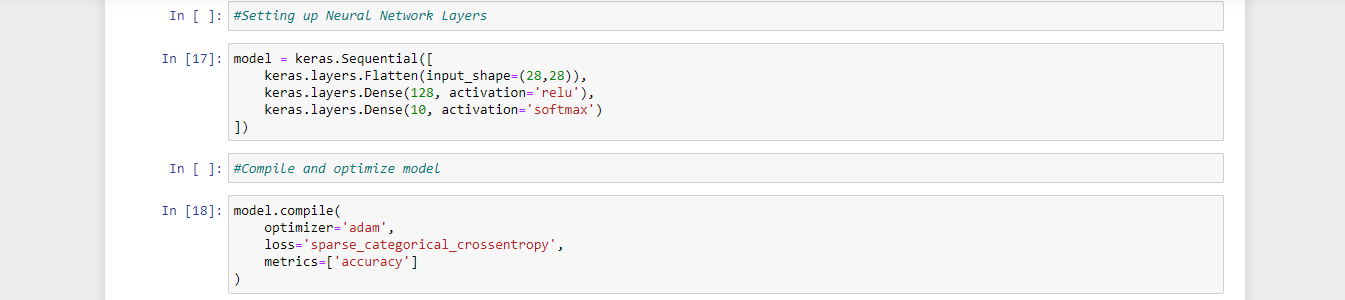 In [ ]: #Setting up Neural Network Layers
In [17]: model = keras.Sequential([
    keras.layers.Flatten(input_shape=(28,28)),
    keras.layers.Dense(128, activation='relu'),
    keras.layers.Dense(10, activation='softmax')
])
In [ ]: #Compile and optimize model
In [18]: model.compile(
    optimizer='adam',
    loss='sparse_categorical_crossentropy',
    metrics=['accuracy']
)